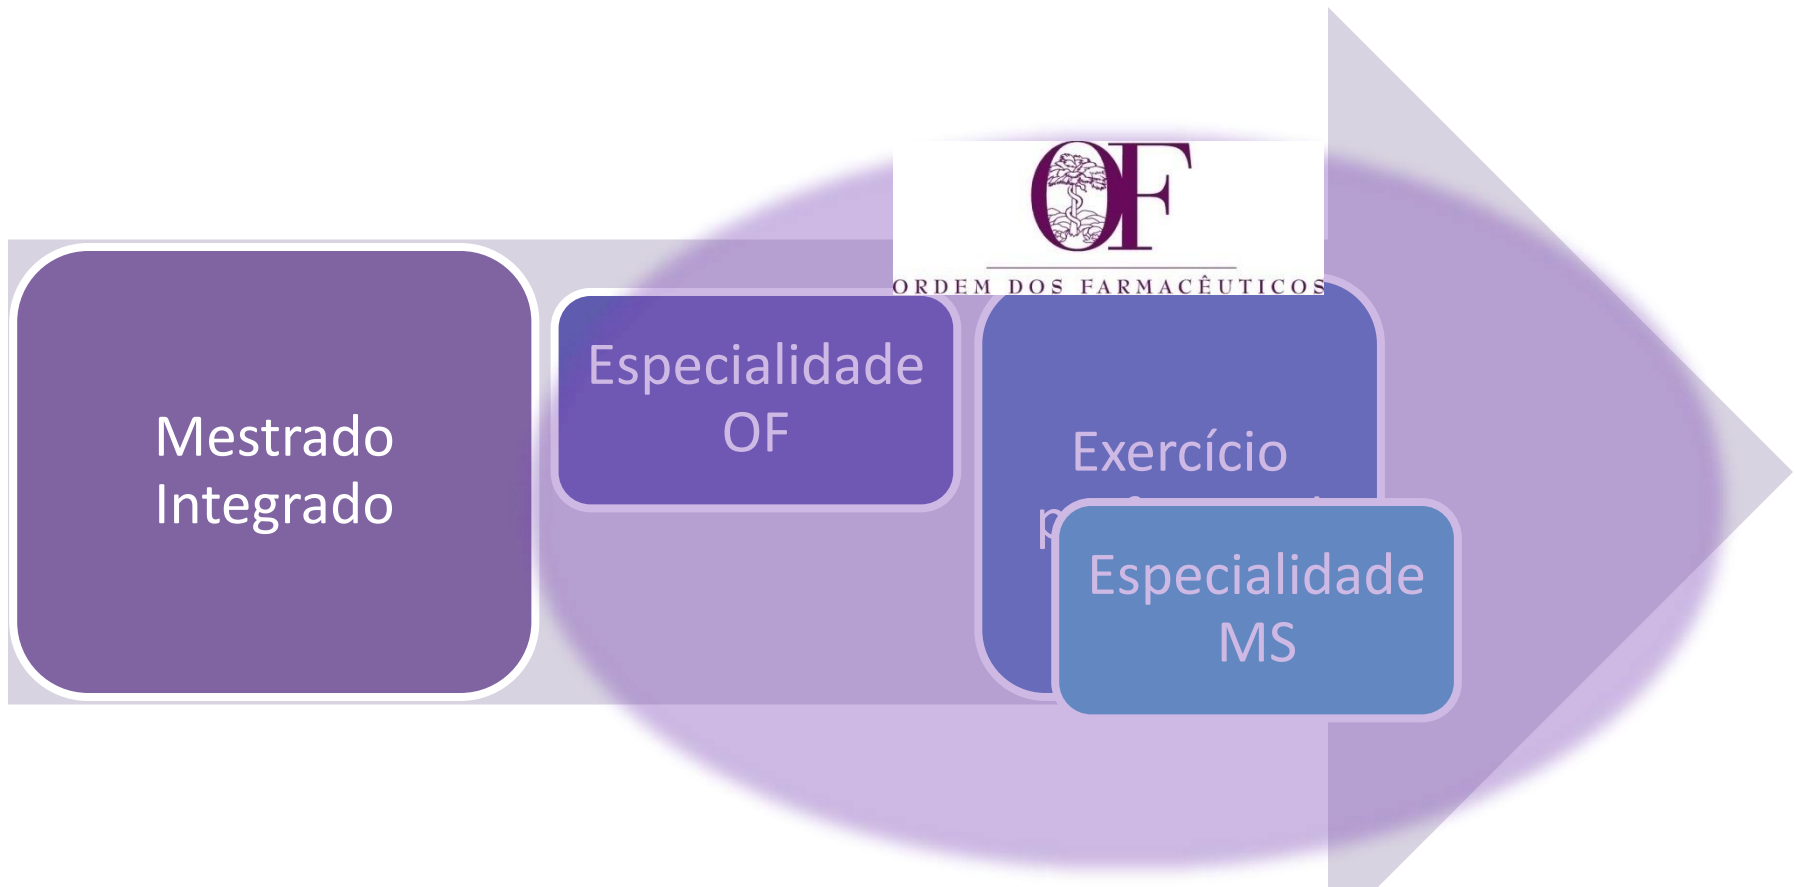 OF
ORDEM DOS FARMACÊUTICOS
Mestrado
Integrado
Especialidade
OF
Exercício
Especialidade
MS